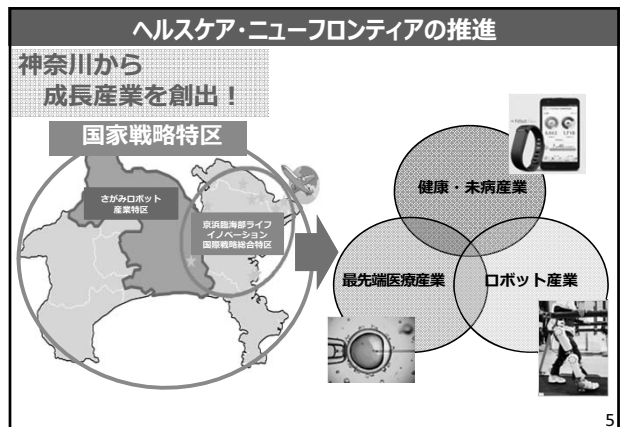 ヘルスケア・ニューフロンティアの推進
神奈川から
成長産業を創出！
国家戦略特区
さがみロボット
産業特区
京浜臨海部ライフ
イノベーション
国際戦略総合特区
健康・未病産業
最先端医療産業
ロボット産業
5